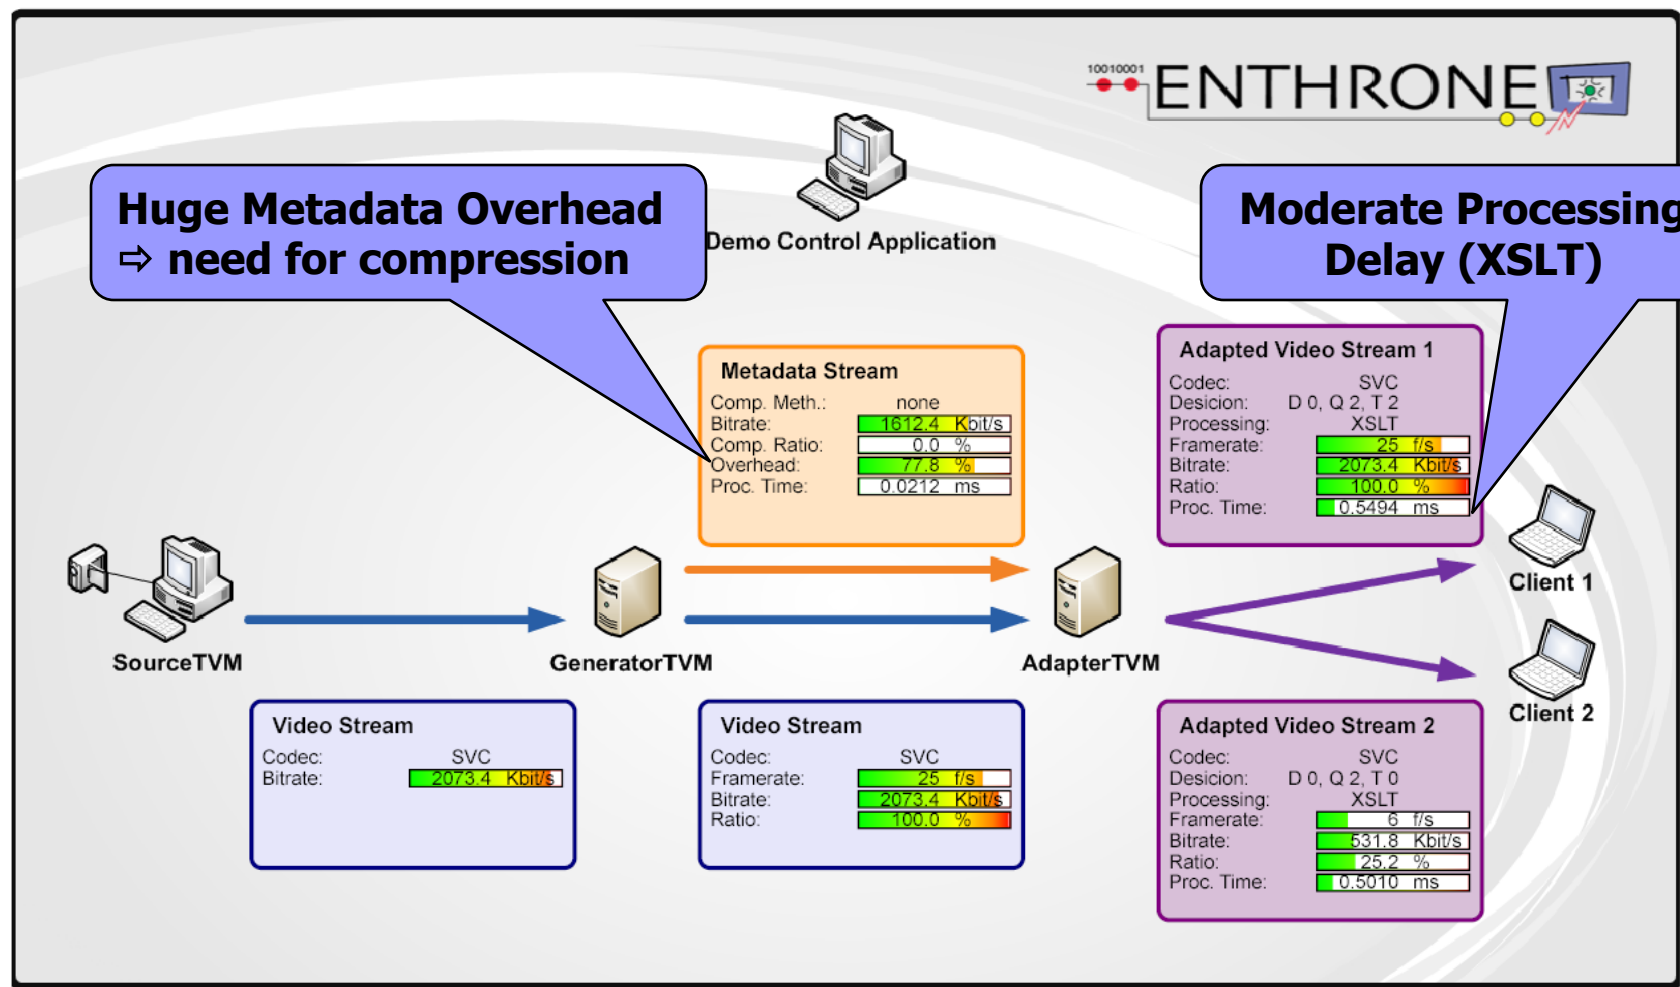 10010001
ENTHRONE
Huge Metadata Overhead
⇨ need for compression
Demo Control Application
Moderate Processing
Delay (XSLT)
Metadata Stream
Comp. Meth.: none
Bitrate: 1612.4 Kbit/s
Comp. Ratio: 0.0 %
Overhead: 77.8 %
Proc. Time: 0.0212 ms
Adapted Video Stream 1
Codec: SVC
Desicion: D 0, Q 2, T 2
Processing: XSLT
Framerate: 25 f/s
Bitrate: 2073.4 Kbit/s
Ratio: 100.0 %
Proc. Time: 0.5494 ms
Client 1
SourceTVM
GeneratorTVM
AdapterTVM
Client 2
Video Stream
Codec: SVC
Bitrate: 2073.4 Kbit/s
Video Stream
Codec: SVC
Framerate: 25 f/s
Bitrate: 2073.4 Kbit/s
Ratio: 100.0 %
Adapted Video Stream 2
Codec: SVC
Desicion: D 0, Q 2, T 0
Processing: XSLT
Framerate: 6 f/s
Bitrate: 531.8 Kbit/s
Ratio: 25.2 %
Proc. Time: 0.5010 ms